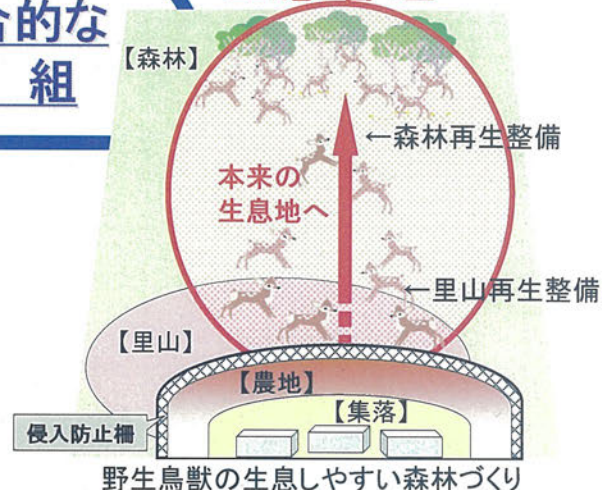 合的な
組
【森林】
←森林再生整備
本来の
生息地へ
←里山再生整備
【里山】
【農地】
【集落】
侵入防止柵
野生鳥獣の生息しやすい森林づくり